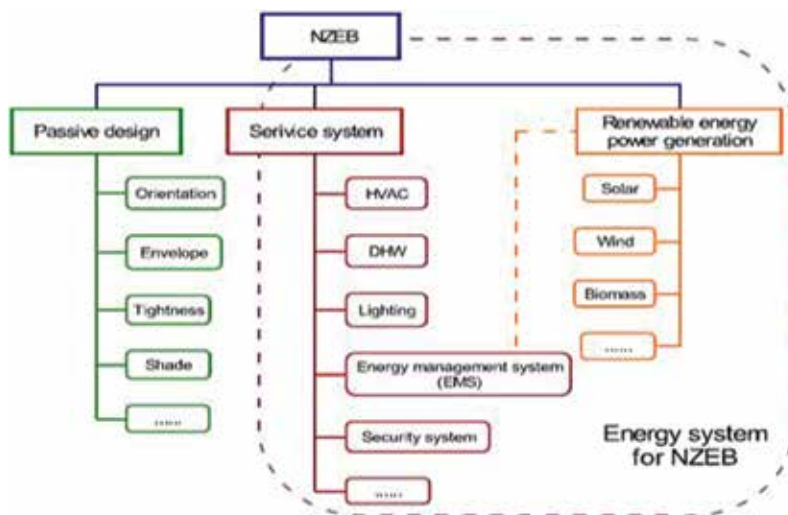 NZEB
Passive design
Serivice system
Renewable energy
power generation
Orientation
Envelope
Tightness
Shade
......
HVAC
DHW
Lighting
Energy management system
(EMS)
Security system
......
Solar
Wind
Biomass
......
Energy system
for NZEB